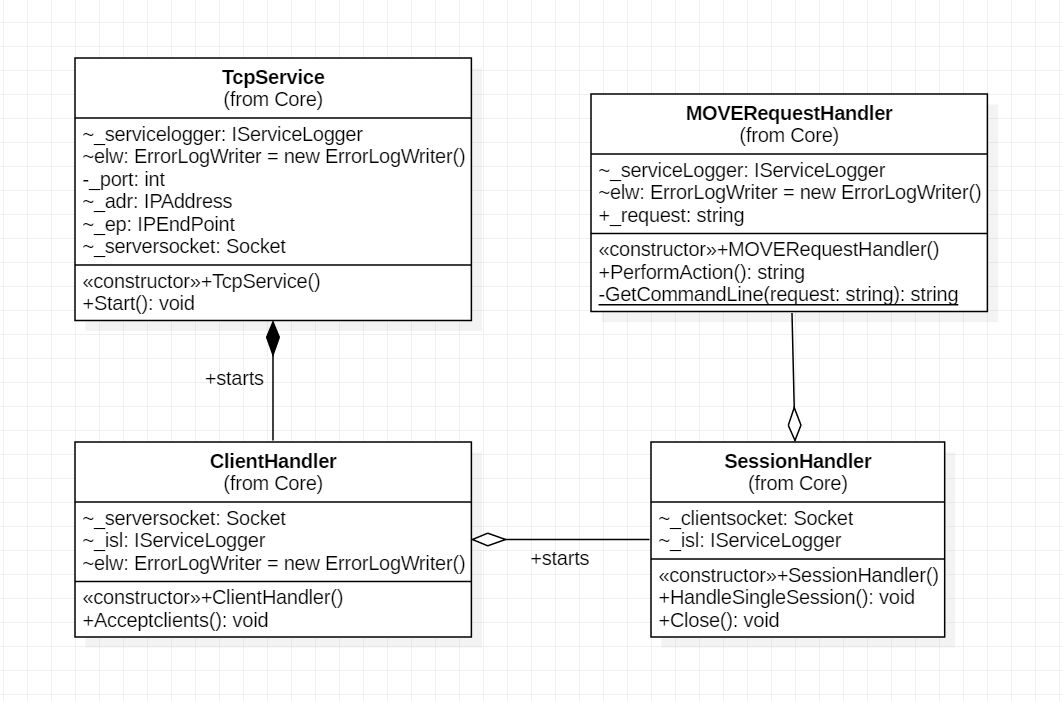 TcpService
(from Core)
~_servicelogger: IServiceLogger
~elw: ErrorLogWriter = new ErrorLogWriter()
-_port: int
~_adr: IPAddress
~_ep: IPEndPoint
~_serversocket: Socket
«constructor»+TcpService()
+Start(): void
MOVERequestHandler
(from Core)
~_serviceLogger: IServiceLogger
~elw: ErrorLogWriter = new ErrorLogWriter()
+_request: string
«constructor»+MOVERequestHandler()
+PerformAction(): string
-GetCommandLine(request: string): string
+starts
ClientHandler
(from Core)
~_serversocket: Socket
~_isl: IServiceLogger
~elw: ErrorLogWriter = new ErrorLogWriter()
«constructor»+ClientHandler()
+Acceptclients(): void
+starts
SessionHandler
(from Core)
~_clientsocket: Socket
~_isl: IServiceLogger
«constructor»+SessionHandler()
+HandleSingleSession(): void
+Close(): void